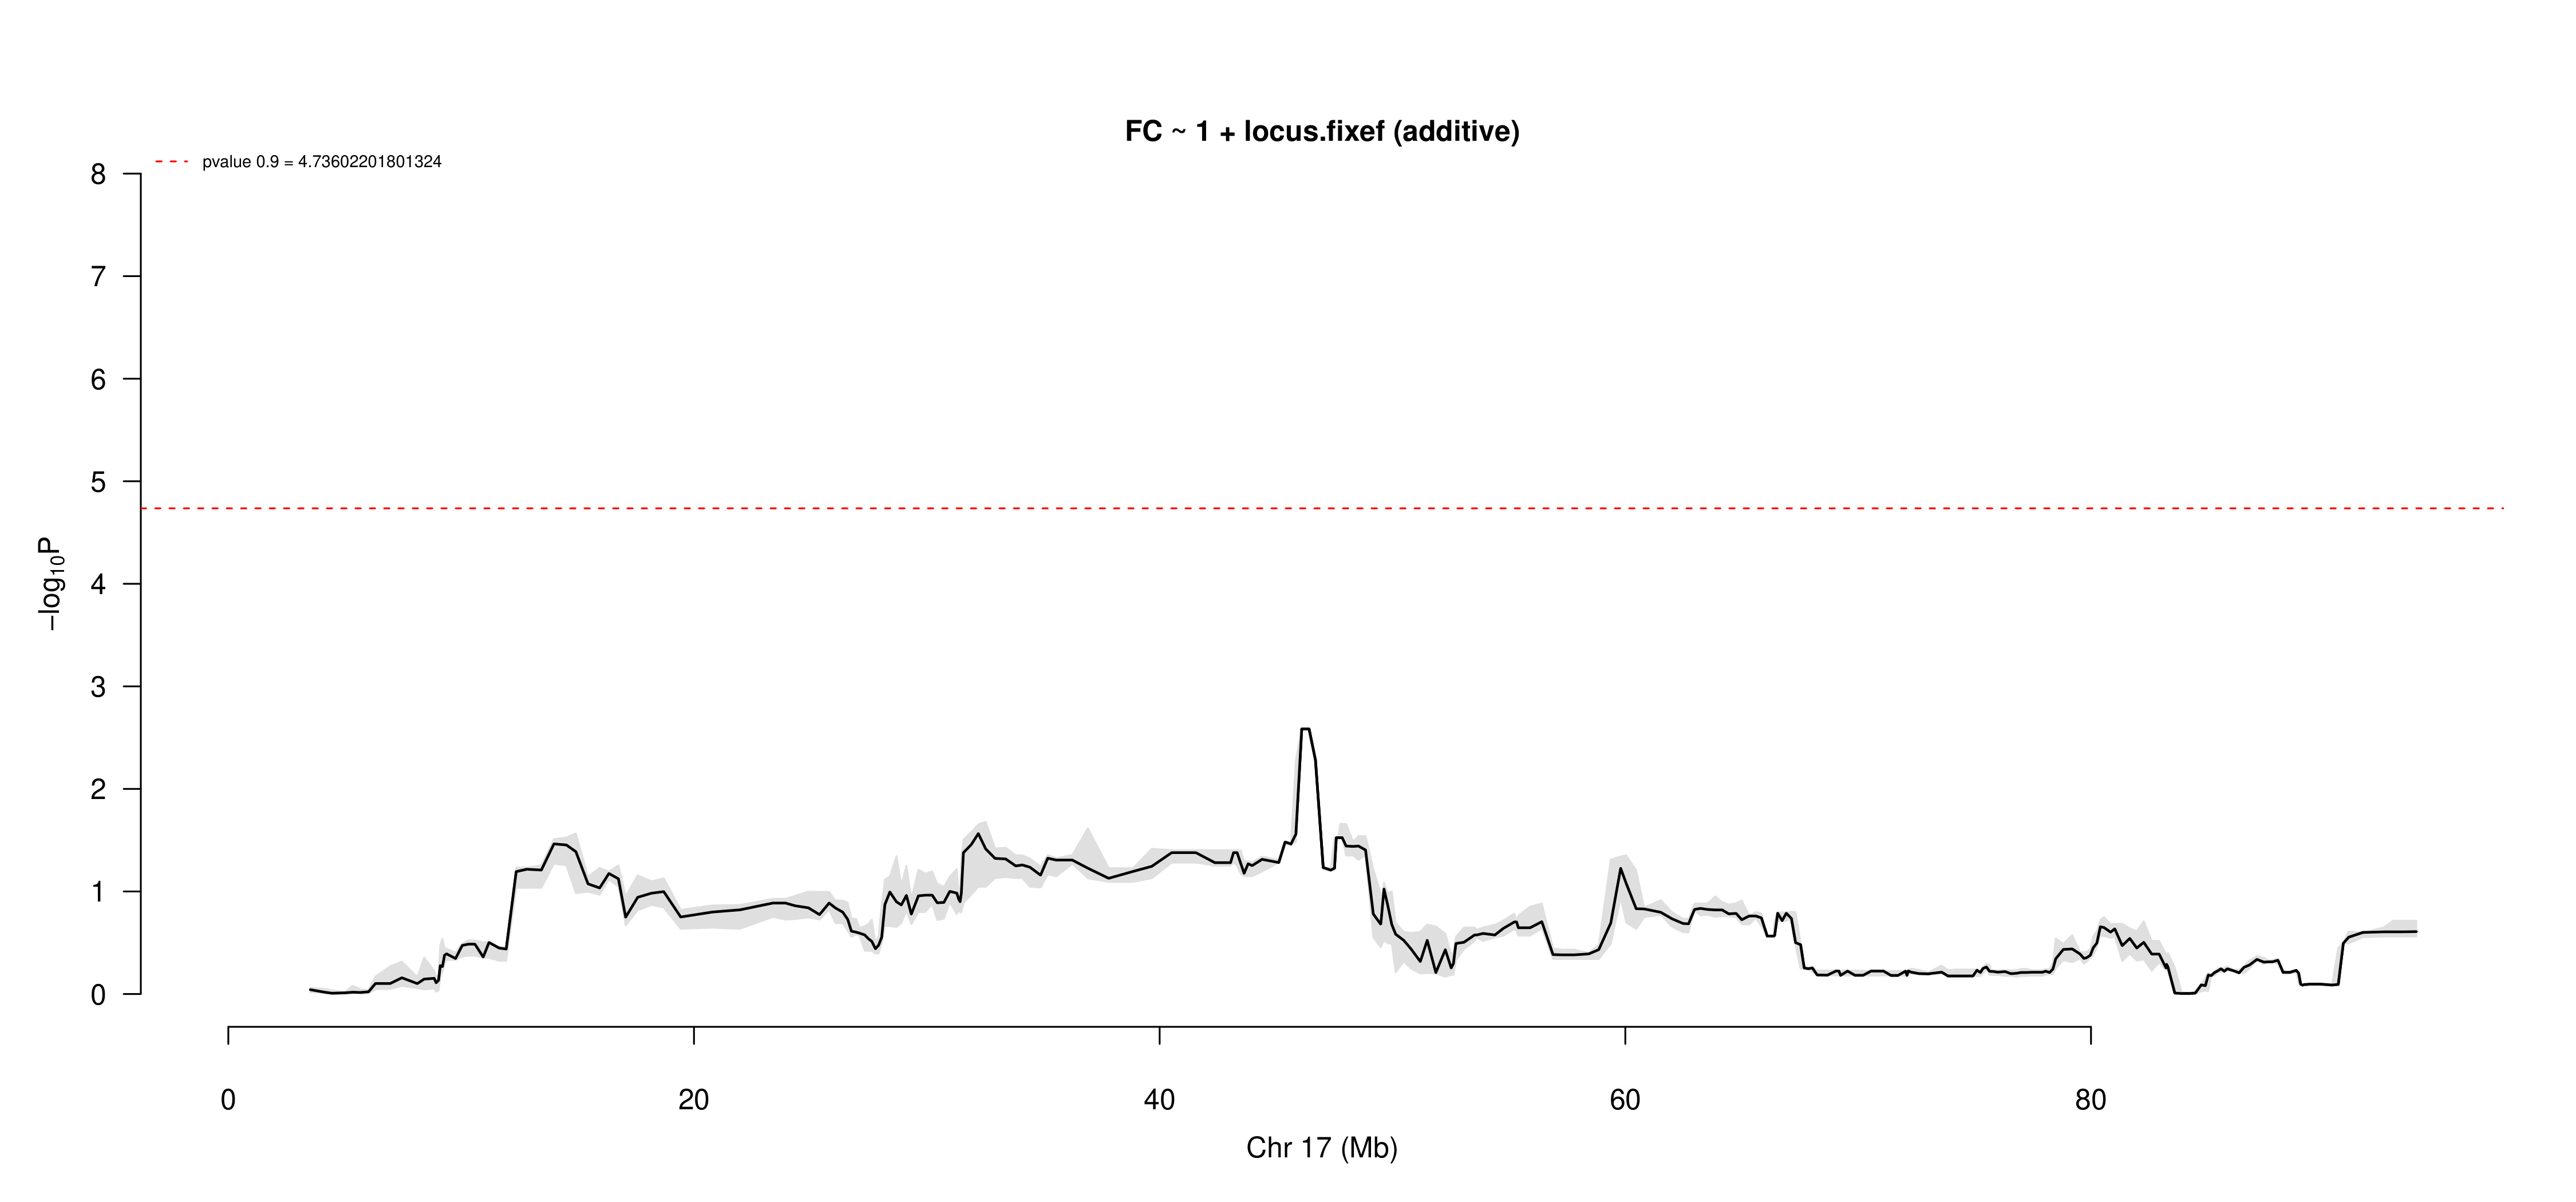 FC ~ 1 + locus.fixef (additive)
pvalue 0.9 = 4.73602201801324
8
7
6
5
4
3
2
1
0
−log10P
0 20 40 60 80
Chr 17 (Mb)